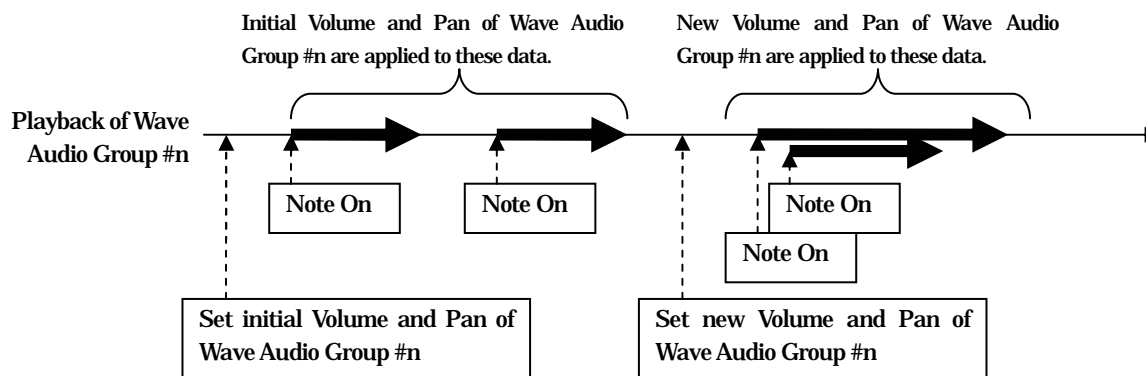 Initial Volume and Pan of Wave Audio
Group #n are applied to these data.
New Volume and Pan of Wave Audio
Group #n are applied to these data.
Playback of Wave
Audio Group #n
Note On
Note On
Note On
Note On
Set initial Volume and Pan of
Wave Audio Group #n
Set new Volume and Pan of
Wave Audio Group #n